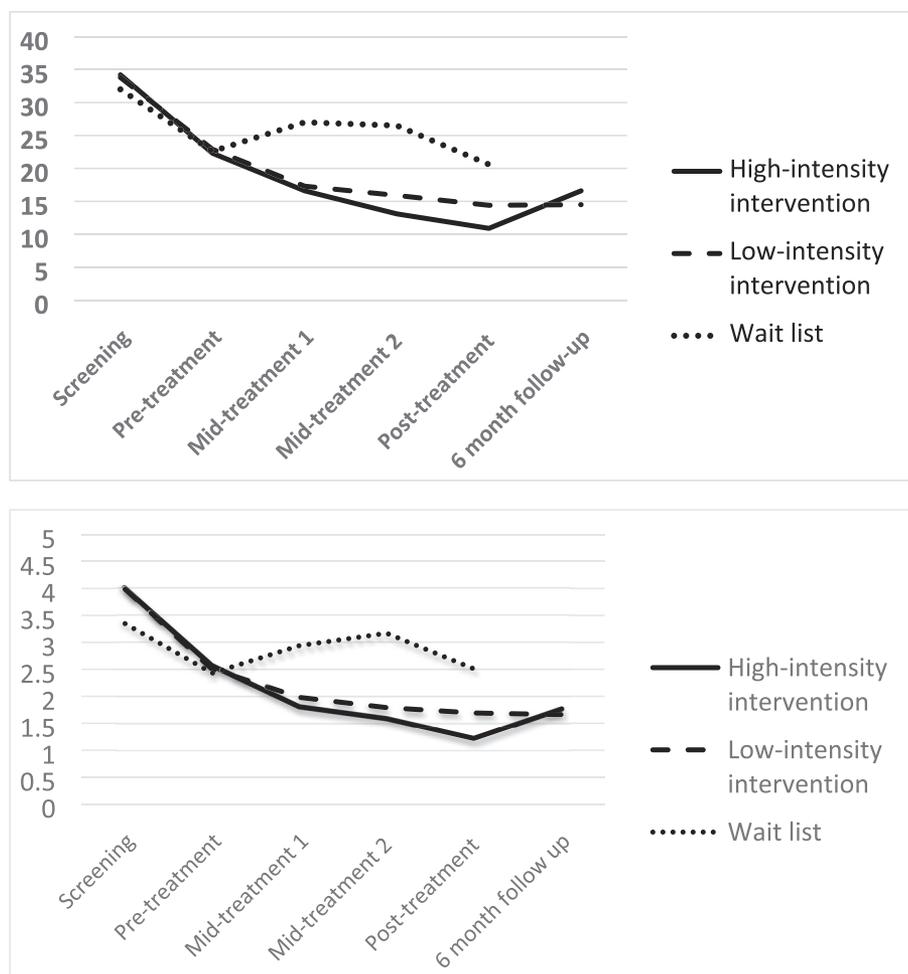 40
35
30
25
20
15
10
5
0
Screening
Pre-treatment
Mid-treatment 1
Mid-treatment 2
Post-treatment
6 month follow-up
High-intensity
intervention
Low-intensity
intervention
Wait list
5
4.5
4
3.5
3
2.5
2
1.5
1
0.5
0
Screening
Pre-treatment
Mid-treatment 1
Mid-treatment 2
Post-treatment
6 month follow up
High-intensity
intervention
Low-intensity
intervention
Wait list